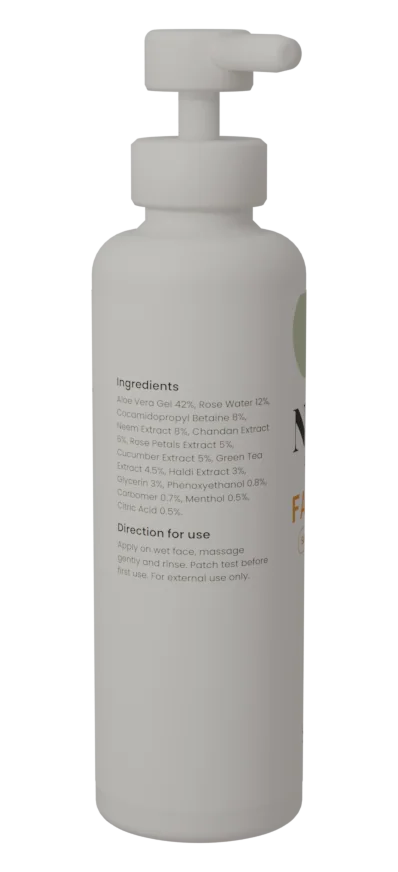 Ingredients
Aloe Vera Gel 42%, Rose Water 12%,
Cocamidopropyl Betaine 8%,
Neem Extract 8%, Chandan Extract
6%, Rose Petals Extract 5%,
Cucumber Extract 5%, Green Tea
Extract 4.5%, Haldi Extract 3%,
Glycerin 3%, Phenoxyethanol 0.8%,
Carbomer 0.7%, Menthol 0.5%,
Citric Acid 0.5%.
Direction for use
Apply on wet face, massage
gently and rinse. Patch test before
first use. For external use only.
N
FA